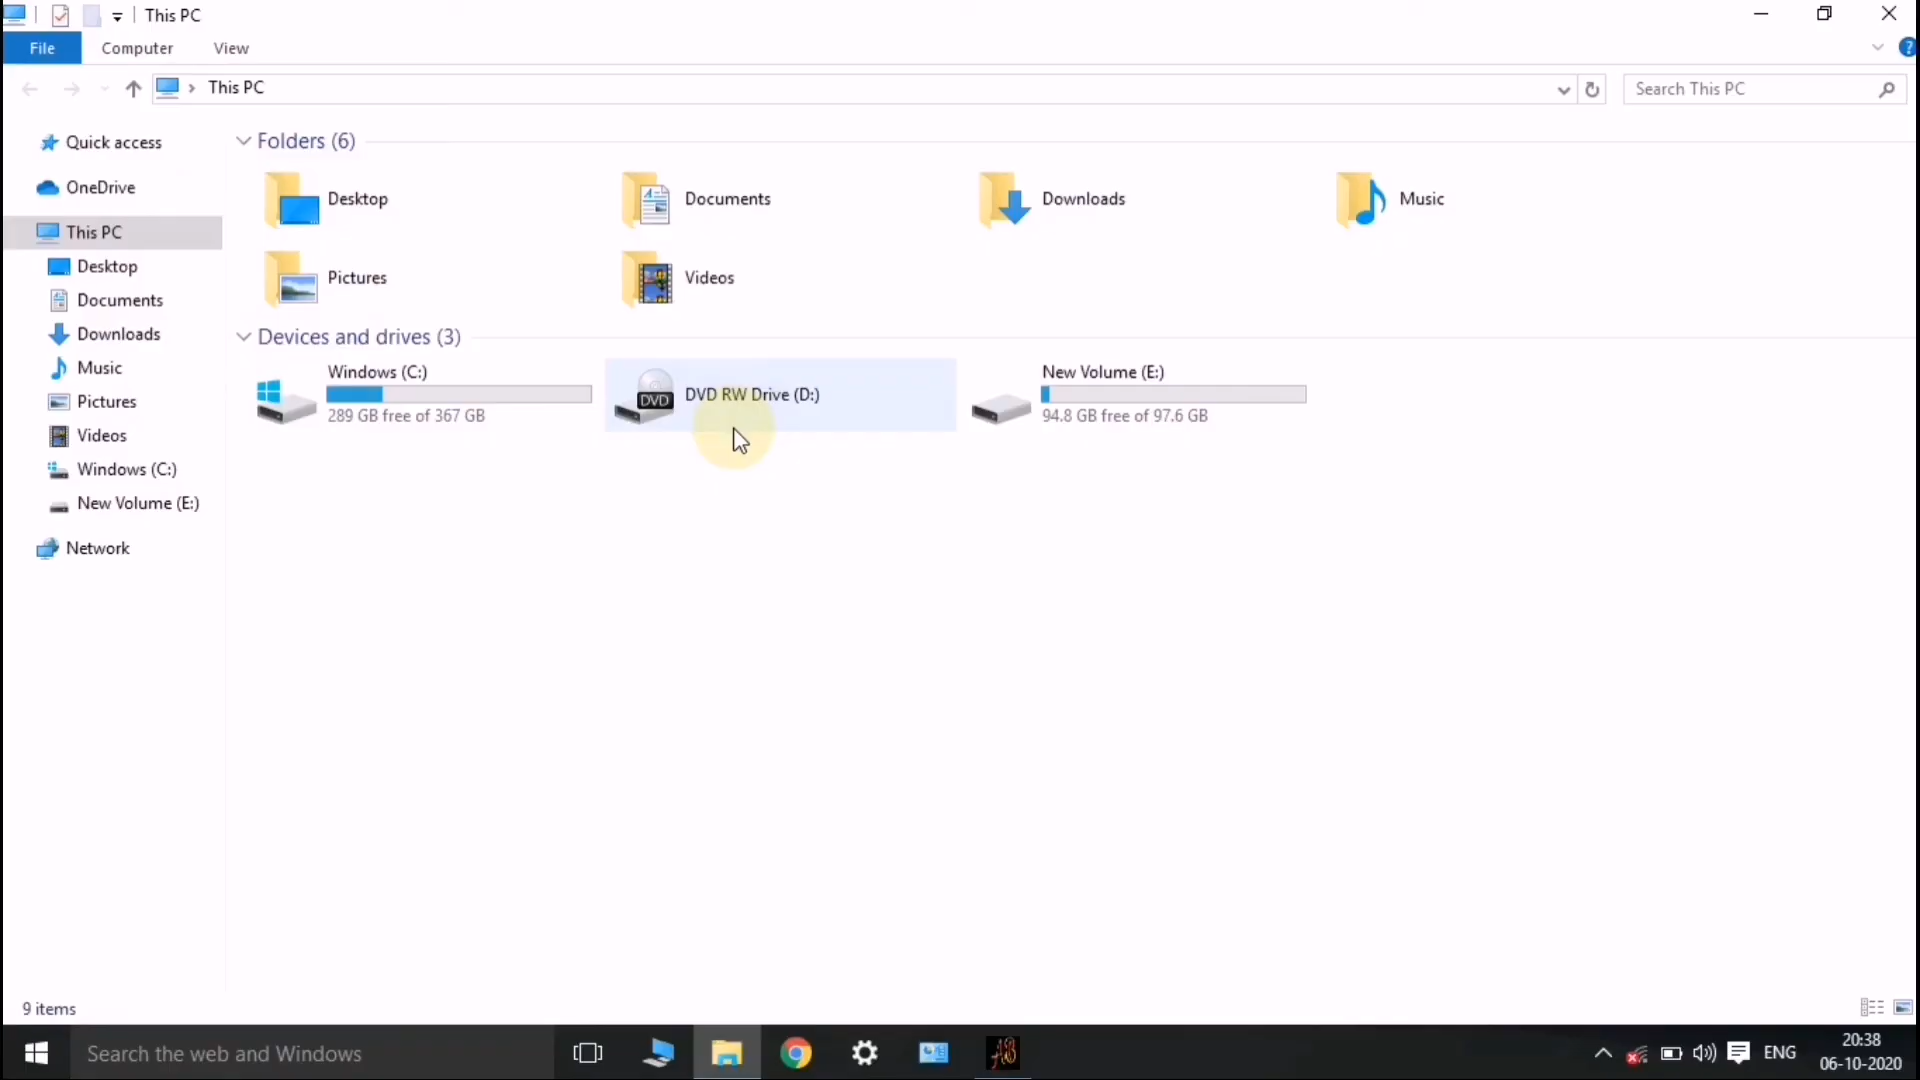 This PC
File
Computer
View
?
This PC
Search This PC
Quick access
OneDrive
This PC
Desktop
Documents
Downloads
Music
Pictures
Videos
Windows (C:)
New Volume (E:)
Network
Folders (6)
Desktop
Documents
Downloads
Music
Pictures
Videos
Devices and drives (3)
Windows (C:)
289 GB free of 367 GB
DVD
DVD RW Drive (D:)
New Volume (E:)
94.8 GB free of 97.6 GB
9 items
Search the web and Windows
AB
ENG
20:38
06-10-2020